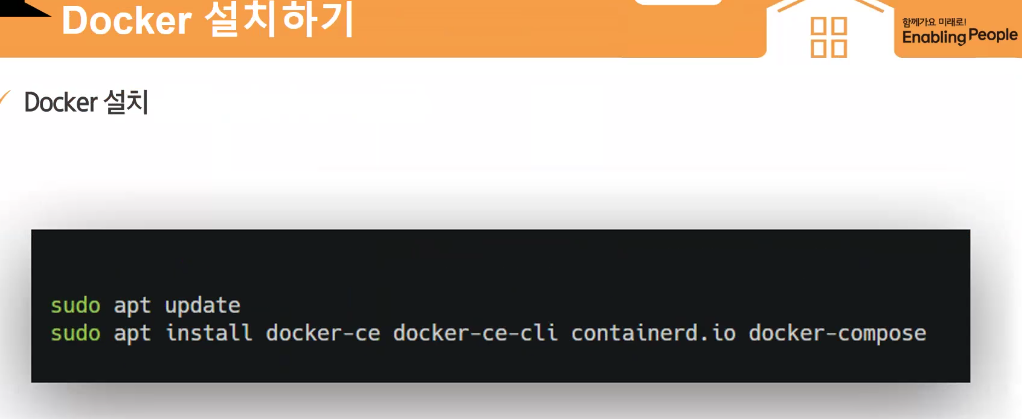 Docker 설치하기
함께가요 미래로!
Enabling People
Docker 설치
sudo apt update
sudo apt install docker-ce docker-ce-cli containerd.io docker-compose